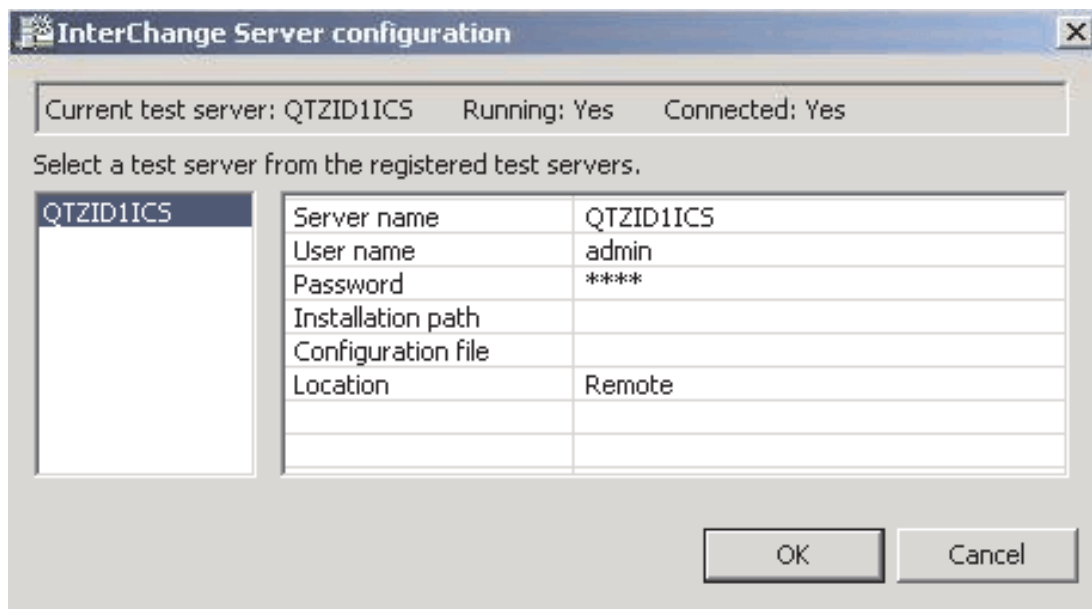 InterChange Server configuration
Current test server: QTZID1ICS Running: Yes Connected: Yes
Select a test server from the registered test servers.
QTZID1ICS
Server name QTZID1ICS
User name admin
Password ****
Installation path
Configuration file
Location Remote
OK Cancel